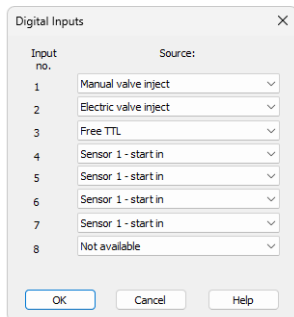 Digital Inputs
Input no.
Source:
1 Manual valve inject
2 Electric valve inject
3 Free TTL
4 Sensor 1 - start in
5 Sensor 1 - start in
6 Sensor 1 - start in
7 Sensor 1 - start in
8 Not available
OK Cancel Help